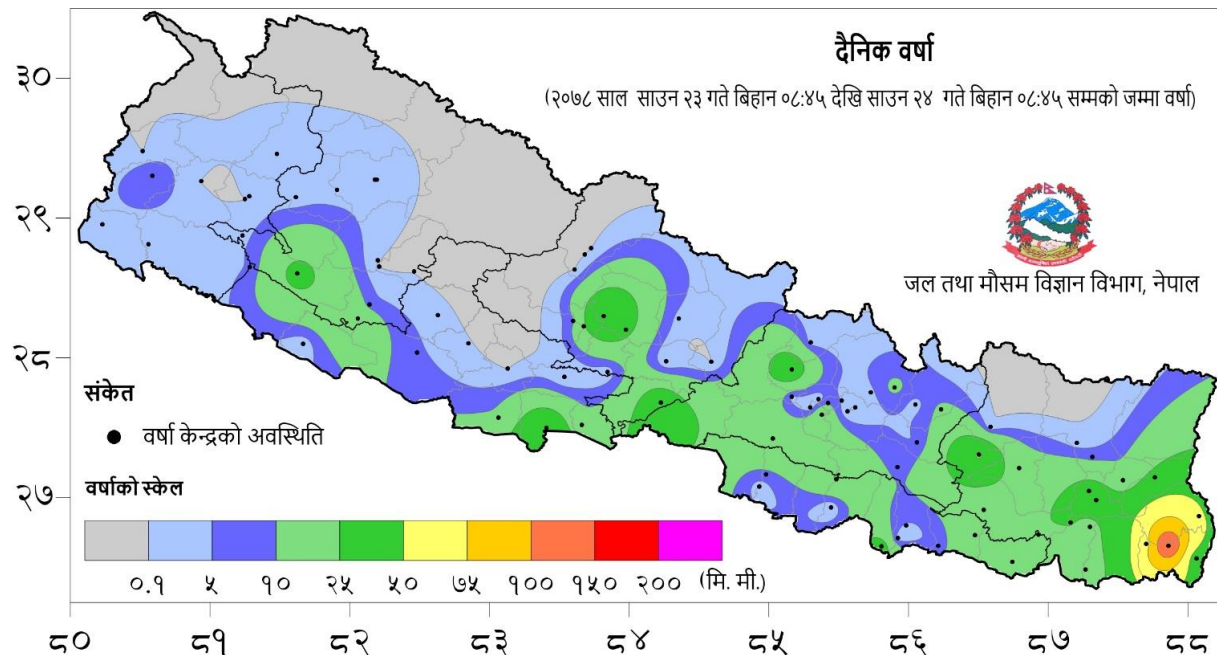 दैनिक वर्षा
(२०७८ साल साउन २३ गते बिहान ०८:४५ देखि साउन २४ गते बिहान ०८:४५ सम्मको जम्मा वर्षा)
जल तथा मौसम विज्ञान विभाग, नेपाल
३०
२९
२८
२७
संकेत
वर्षा केन्द्रको अवस्थिति
वर्षाको स्केल
०.१ ५ १० २५ ५० ७५ १०० १५० २०० (मि. मी.)
८० ८१ ८२ ८३ ८४ ८५ ८६ ८७ ८८